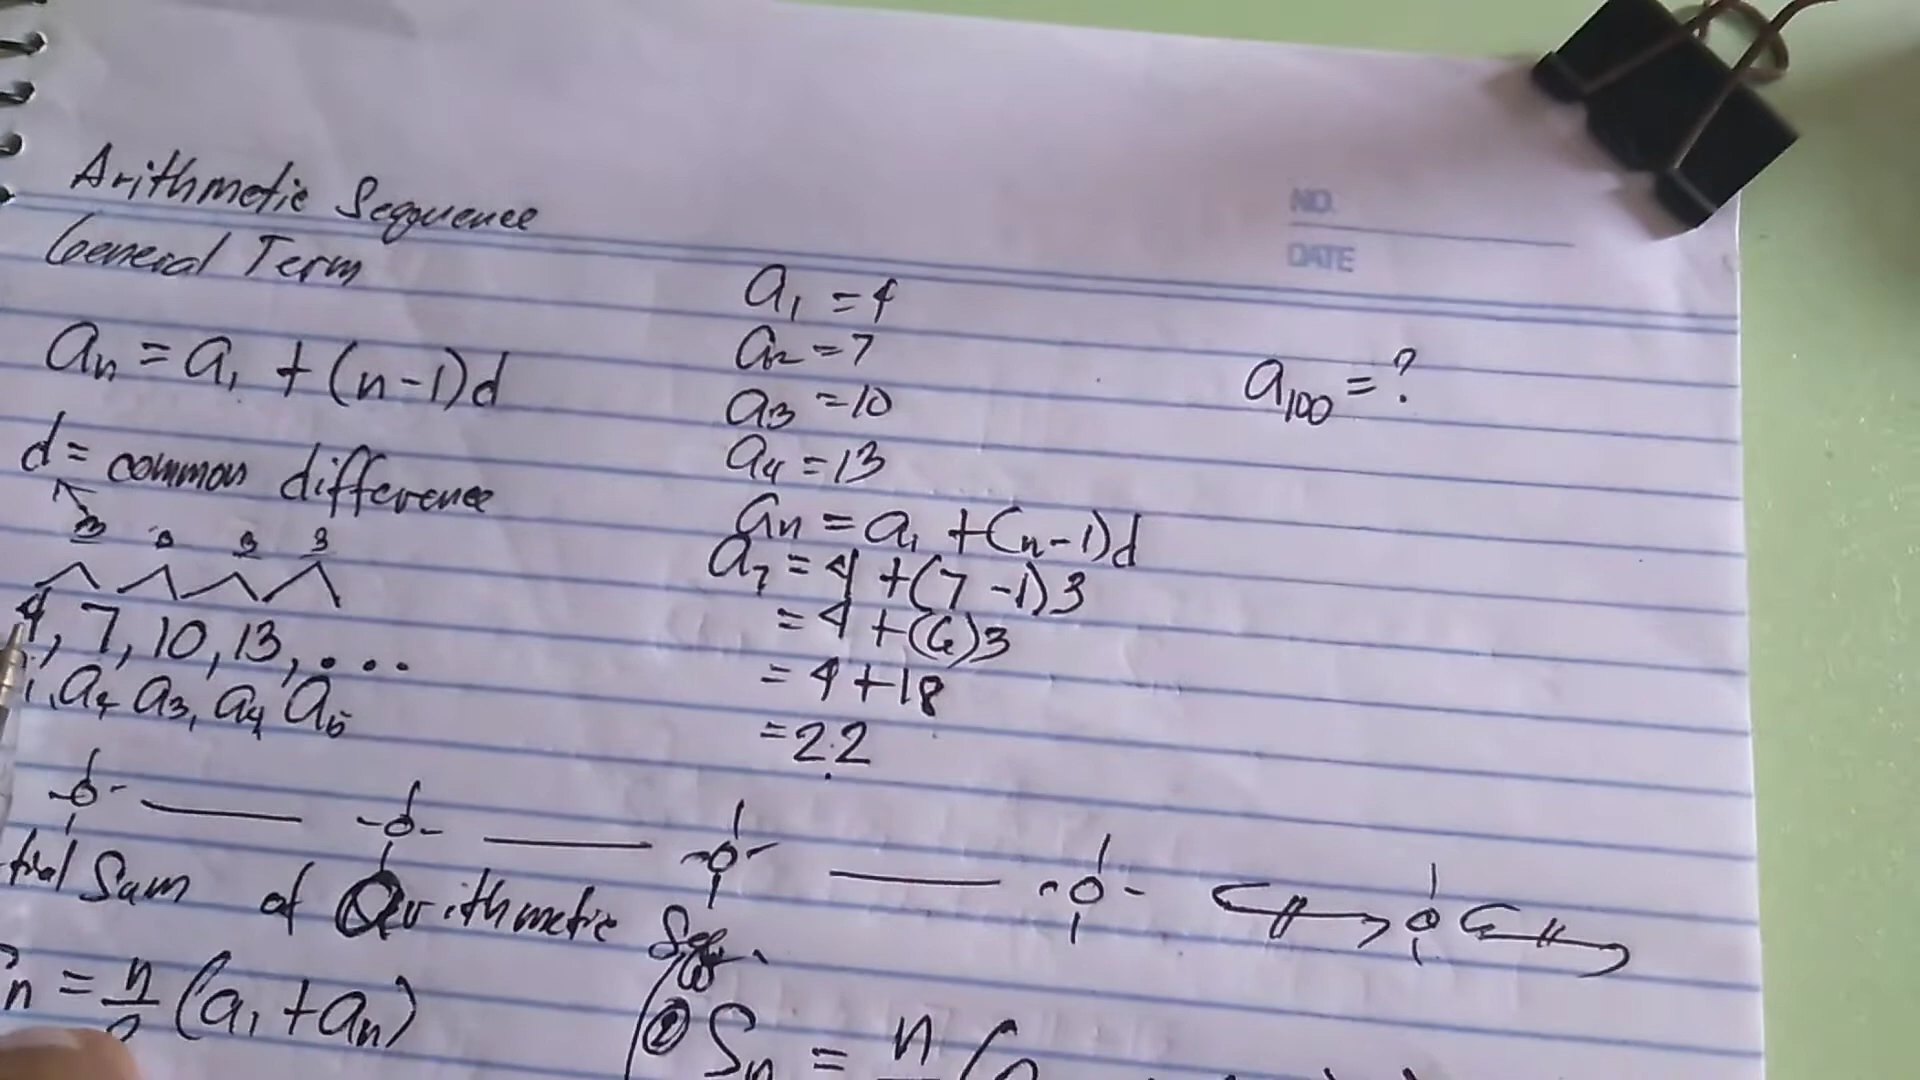 Arithmetic Sequence
General Term
aₙ = a₁ + (n-1)d
d = common difference
3 3 3
4, 7, 10, 13, . . .
a₃, a₄ a₅
a₁ = 4
a₂ = 7
a₃ = 10
a₄ = 13
aₙ = a₁ + (n-1)d
a₇ = 4 + (7-1)3
= 4 + (6)3
= 4 + 18
= 22
NO.
DATE
a₁₀₀ = ?
Sum of Arithmetic
n = n (a₁ + aₙ)
② Sₙ = n (